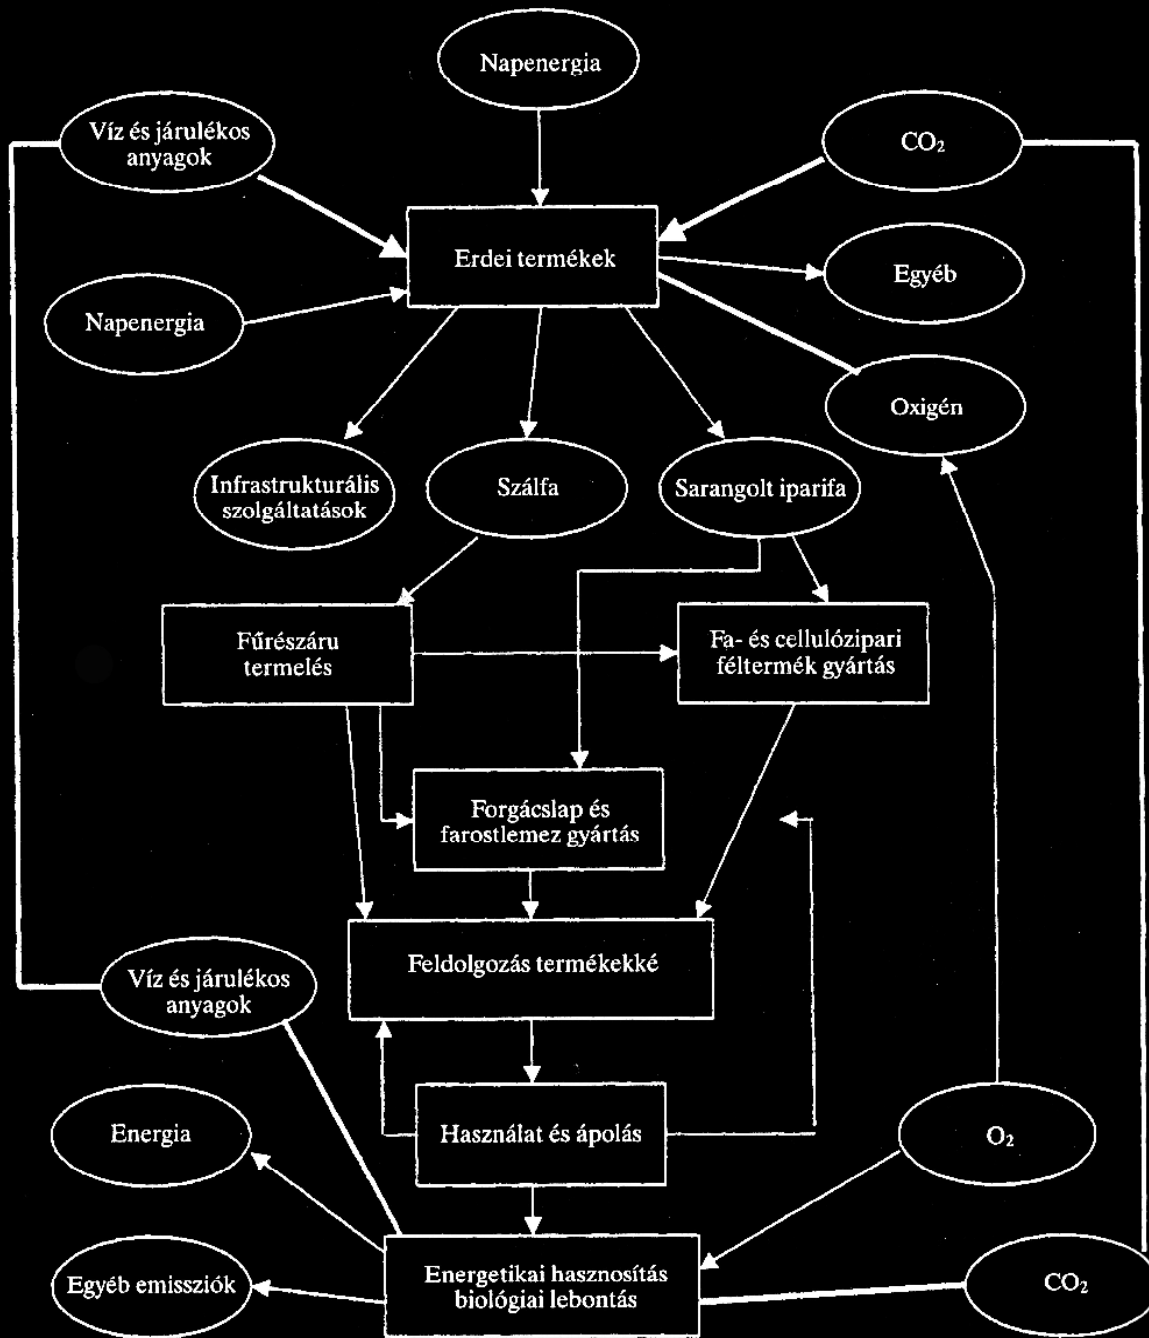 Napenergia
Víz és járulékos
anyagok
CO₂
Erdei termékek
Egyéb
Napenergia
Oxigén
Infrastrukturális
szolgáltatások
Szálfa
Sarangolt iparifa
Fűrészáru
termelés
Fa- és cellulózipari
féltermék gyártás
Forgácslap és
farostlemez gyártás
Feldolgozás termékekké
Víz és járulékos
anyagok
Energia
Használat és ápolás
O₂
Egyéb emissziók
Energetikai hasznosítás
biológiai lebontás
CO₂